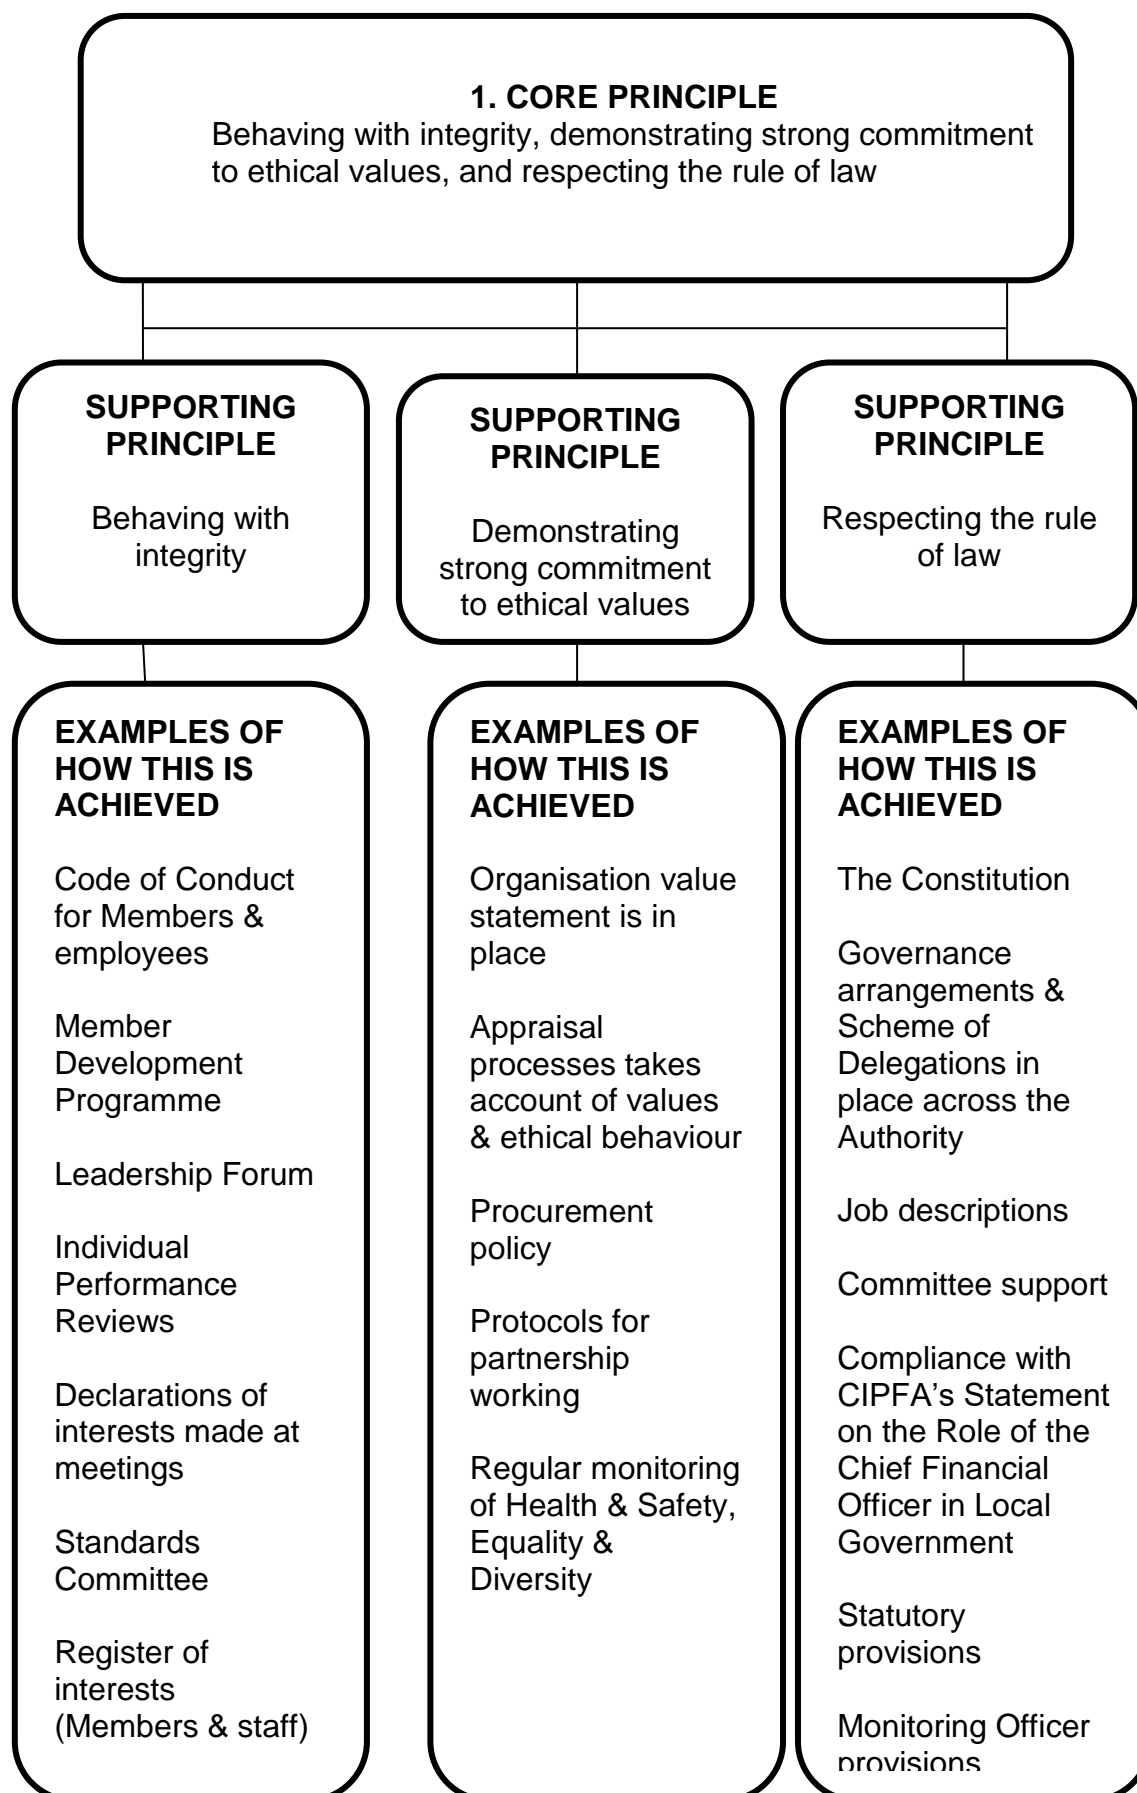 1. CORE PRINCIPLE
Behaving with integrity, demonstrating strong commitment
to ethical values, and respecting the rule of law
SUPPORTING
PRINCIPLE
Behaving with
integrity
SUPPORTING
PRINCIPLE
Demonstrating
strong commitment
to ethical values
SUPPORTING
PRINCIPLE
Respecting the rule
of law
EXAMPLES OF
HOW THIS IS
ACHIEVED
Code of Conduct
for Members &
employees
Member
Development
Programme
Leadership Forum
Individual
Performance
Reviews
Declarations of
interests made at
meetings
Standards
Committee
Register of
interests
(Members & staff)
EXAMPLES OF
HOW THIS IS
ACHIEVED
Organisation value
statement is in
place
Appraisal
processes takes
account of values
& ethical behaviour
Procurement
policy
Protocols for
partnership
working
Regular monitoring
of Health & Safety,
Equality &
Diversity
EXAMPLES OF
HOW THIS IS
ACHIEVED
The Constitution
Governance
arrangements &
Scheme of
Delegations in
place across the
Authority
Job descriptions
Committee support
Compliance with
CIPFA’s Statement
on the Role of the
Chief Financial
Officer in Local
Government
Statutory
provisions
Monitoring Officer
provisions